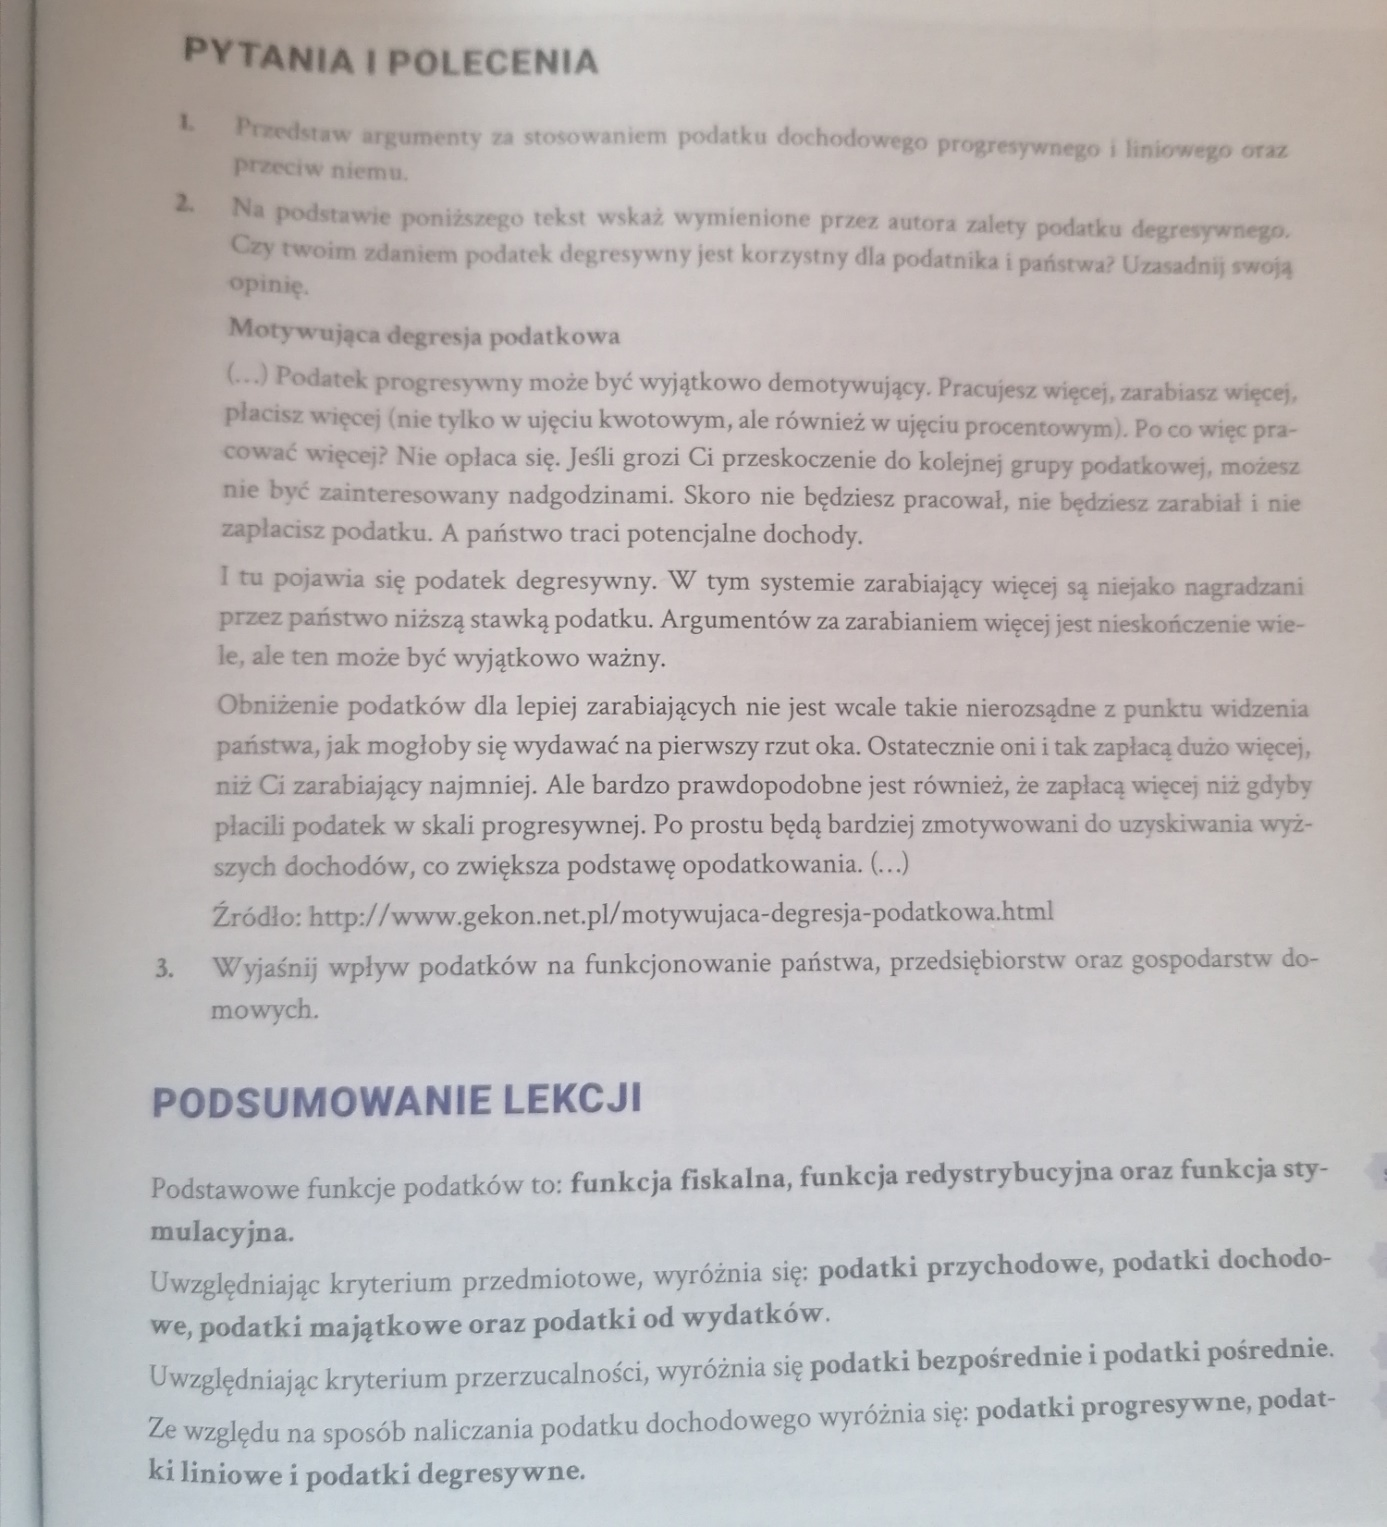 PYTANIA I POLECENIA
1. Przedstaw argumenty za stosowaniem podatku dochodowego progresywnego i liniowego oraz
przeciw niemu.
2. Na podstawie poniższego tekst wskaż wymienione przez autora zalety podatku degresywnego.
Czy twoim zdaniem podatek degresywny jest korzystny dla podatnika i państwa? Uzasadnij swoją
opinię.
Motywująca degresja podatkowa
(...) Podatek progresywny może być wyjątkowo demotywujący. Pracujesz więcej, zarabiasz więcej,
płacisz więcej (nie tylko w ujęciu kwotowym, ale również w ujęciu procentowym). Po co więc pra-
cować więcej? Nie opłaca się. Jeśli grozi Ci przeskoczenie do kolejnej grupy podatkowej, możesz
nie być zainteresowany nadgodzinami. Skoro nie będziesz pracował, nie będziesz zarabiał i nie
zapłacisz podatku. A państwo traci potencjalne dochody.
I tu pojawia się podatek degresywny. W tym systemie zarabiający więcej są niejako nagradzani
przez państwo niższą stawką podatku. Argumentów za zarabianiem więcej jest nieskończenie wie-
le, ale ten może być wyjątkowo ważny.
Obniżenie podatków dla lepiej zarabiających nie jest wcale takie nierozsądne z punktu widzenia
państwa, jak mogłoby się wydawać na pierwszy rzut oka. Ostatecznie oni i tak zapłacą dużo więcej,
niż Ci zarabiający najmniej. Ale bardzo prawdopodobne jest również, że zapłacą więcej niż gdyby
płacili podatek w skali progresywnej. Po prostu będą bardziej zmotywowani do uzyskiwania wyż-
szych dochodów, co zwiększa podstawę opodatkowania. (...)
Źródło: http://www.gekon.net.pl/motywujaca-degresja-podatkowa.html
3. Wyjaśnij wpływ podatków na funkcjonowanie państwa, przedsiębiorstw oraz gospodarstw do-
mowych.
PODSUMOWANIE LEKCJI
Podstawowe funkcje podatków to: funkcja fiskalna, funkcja redystrybucyjna oraz funkcja sty-
mulacyjna.
Uwzględniając kryterium przedmiotowe, wyróżnia się: podatki przychodowe, podatki dochodo-
we, podatki majątkowe oraz podatki od wydatków.
Uwzględniając kryterium przerzucalności, wyróżnia się podatki bezpośrednie i podatki pośrednie.
Ze względu na sposób naliczania podatku dochodowego wyróżnia się: podatki progresywne, podat-
ki liniowe i podatki degresywne.